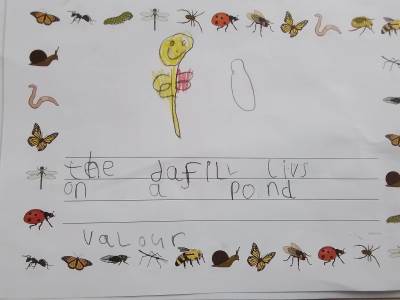 the dafill livs
on a pond
valour